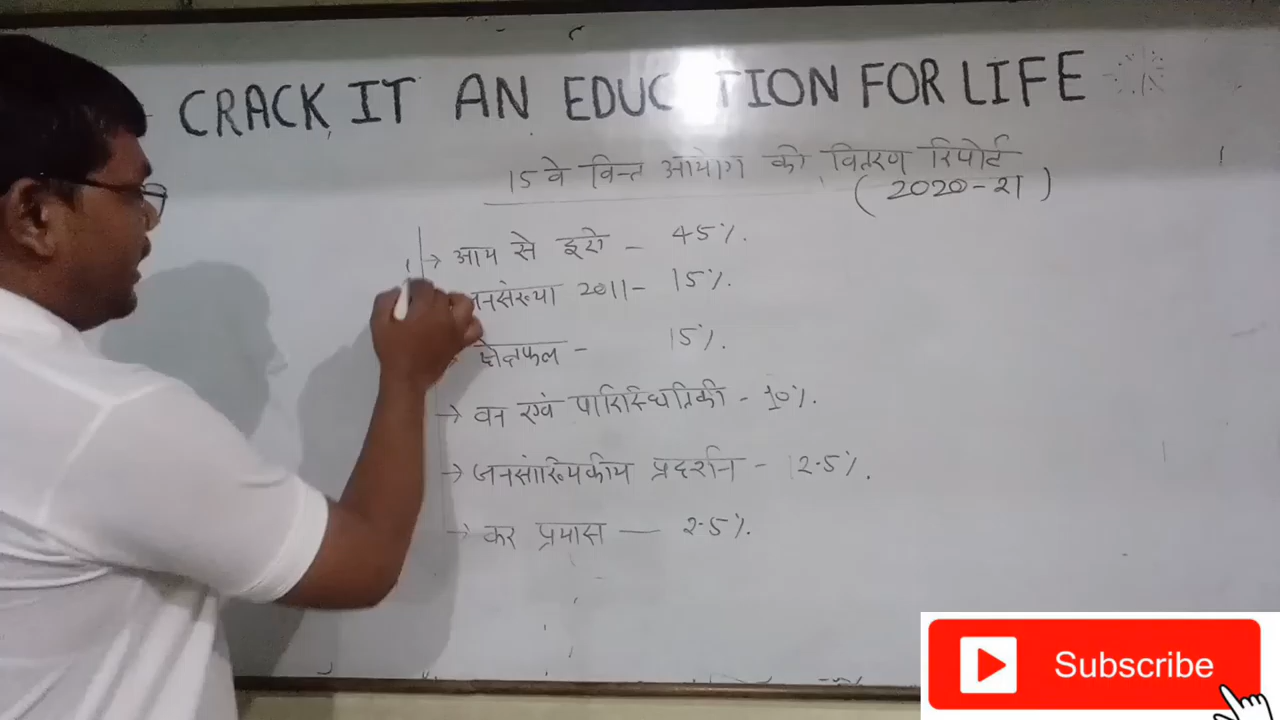 CRACK IT AN EDUCATION FOR LIFE
15 वे वित्त आयोग की वितरण रिपोर्ट
(2020-21)
→ आय से दूरी - 45%.
जनसंख्या 2011 - 15%.
क्षेत्रफल - 15%.
→ वन एवं पारिस्थितिकी - 10%.
→ जनसांख्यिकीय प्रदर्शन - 12.5%.
→ कर प्रयास — 2.5%.
Subscribe